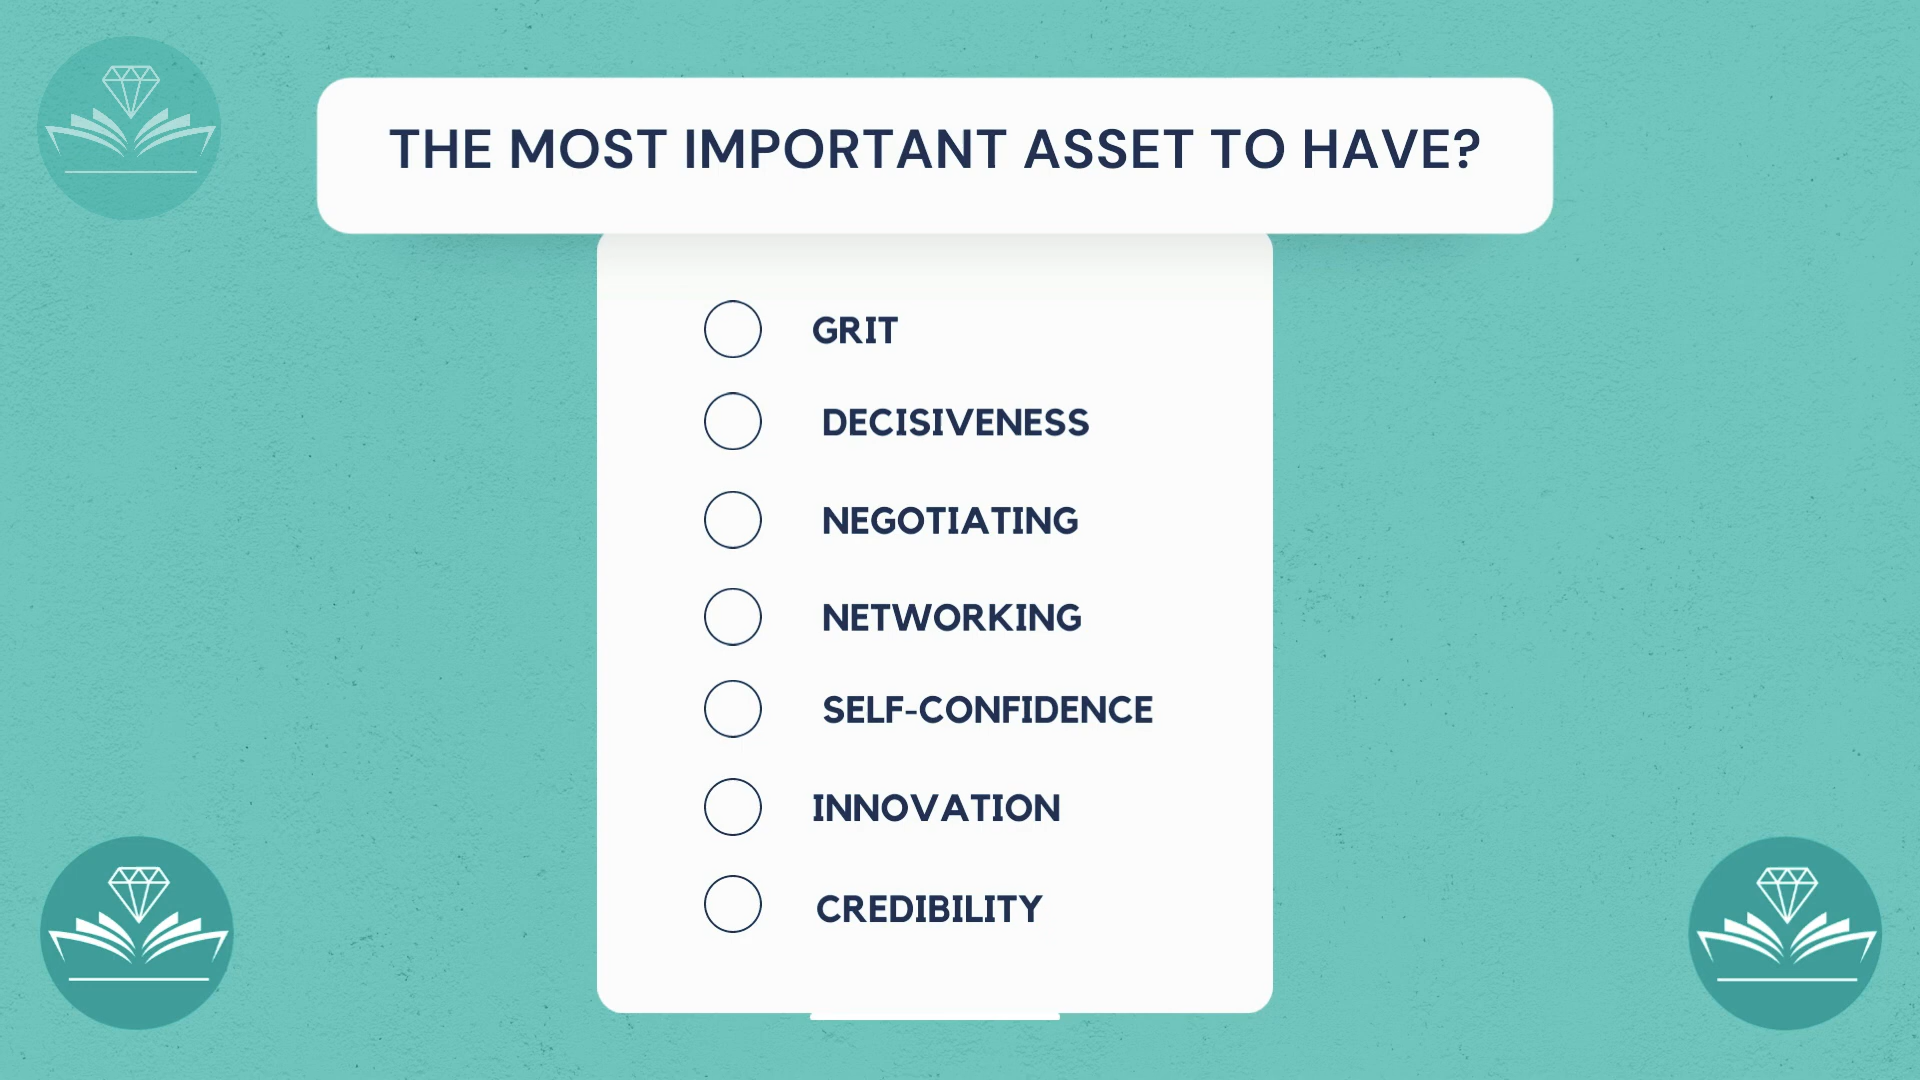 THE MOST IMPORTANT ASSET TO HAVE?
GRIT
DECISIVENESS
NEGOTIATING
NETWORKING
SELF-CONFIDENCE
INNOVATION
CREDIBILITY